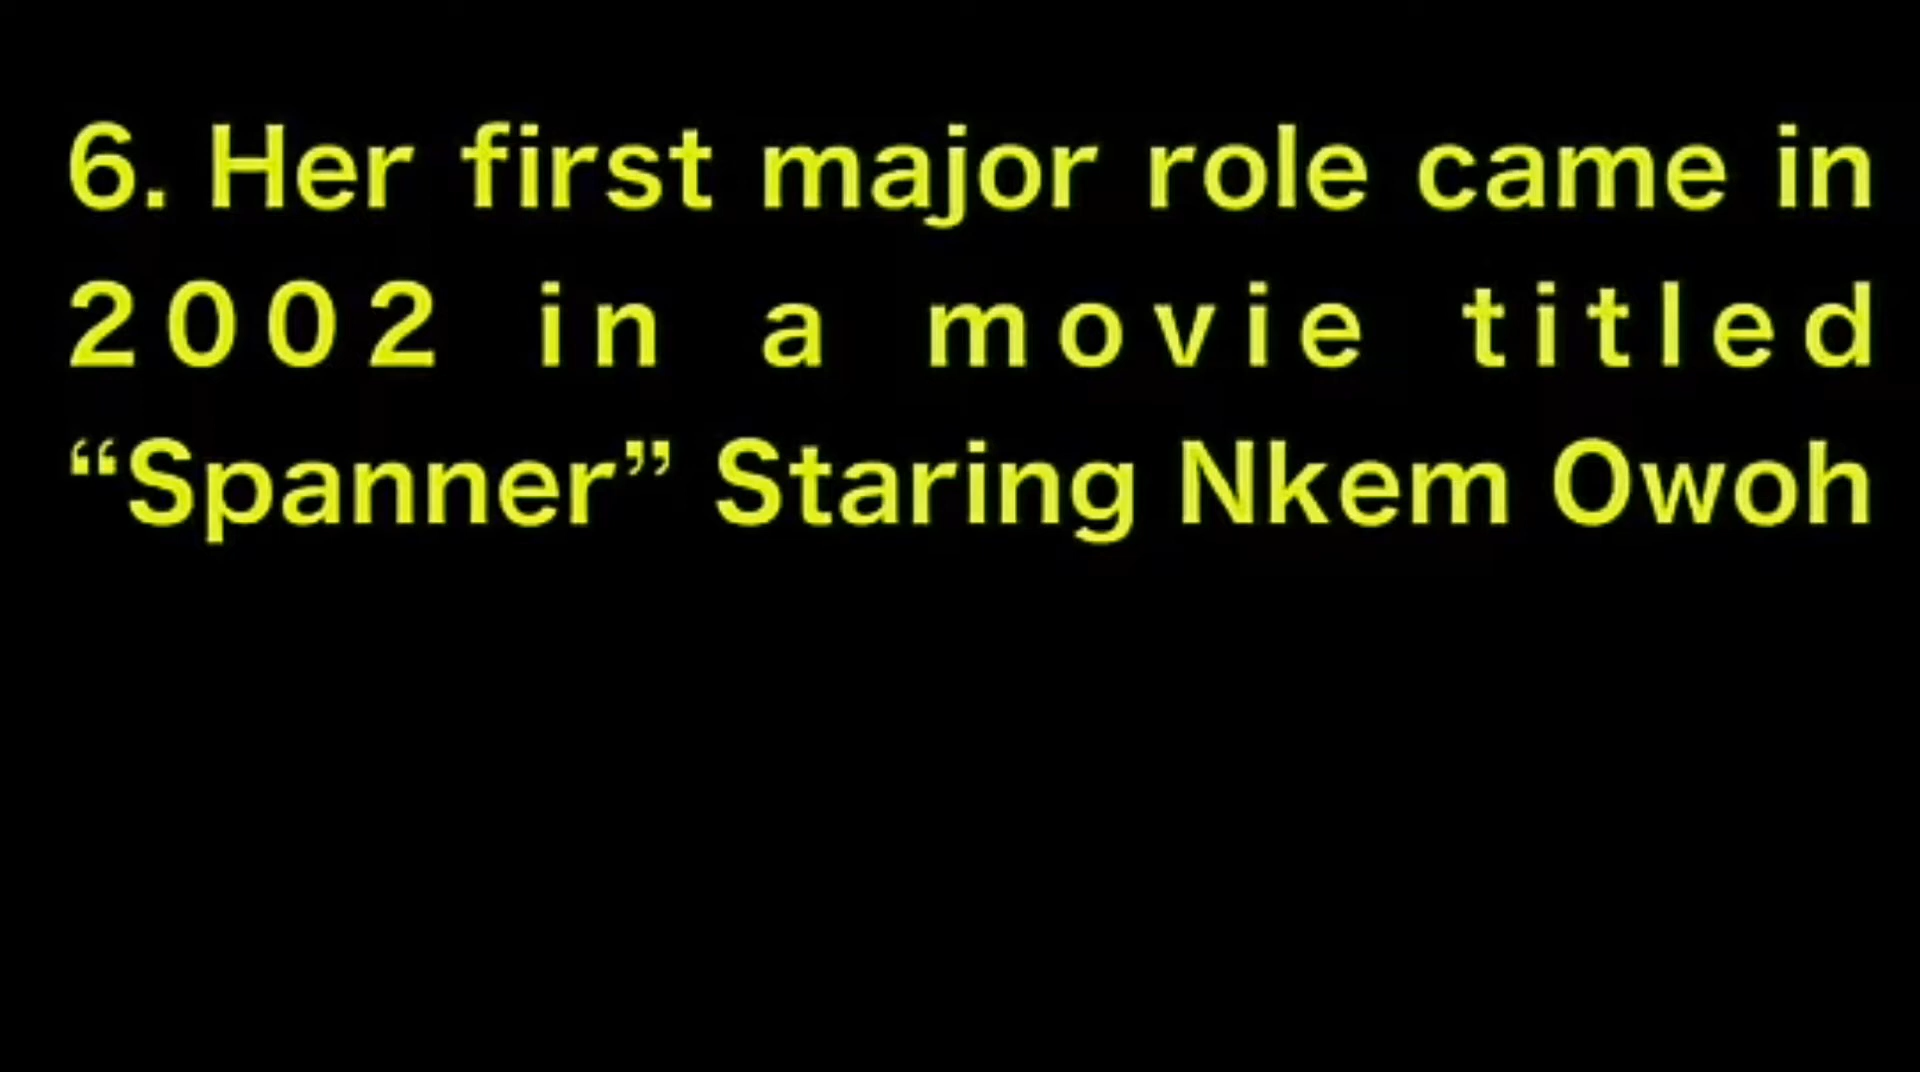 6. Her first major role came in
2002 in a movie titled
“Spanner” Staring Nkem Owoh